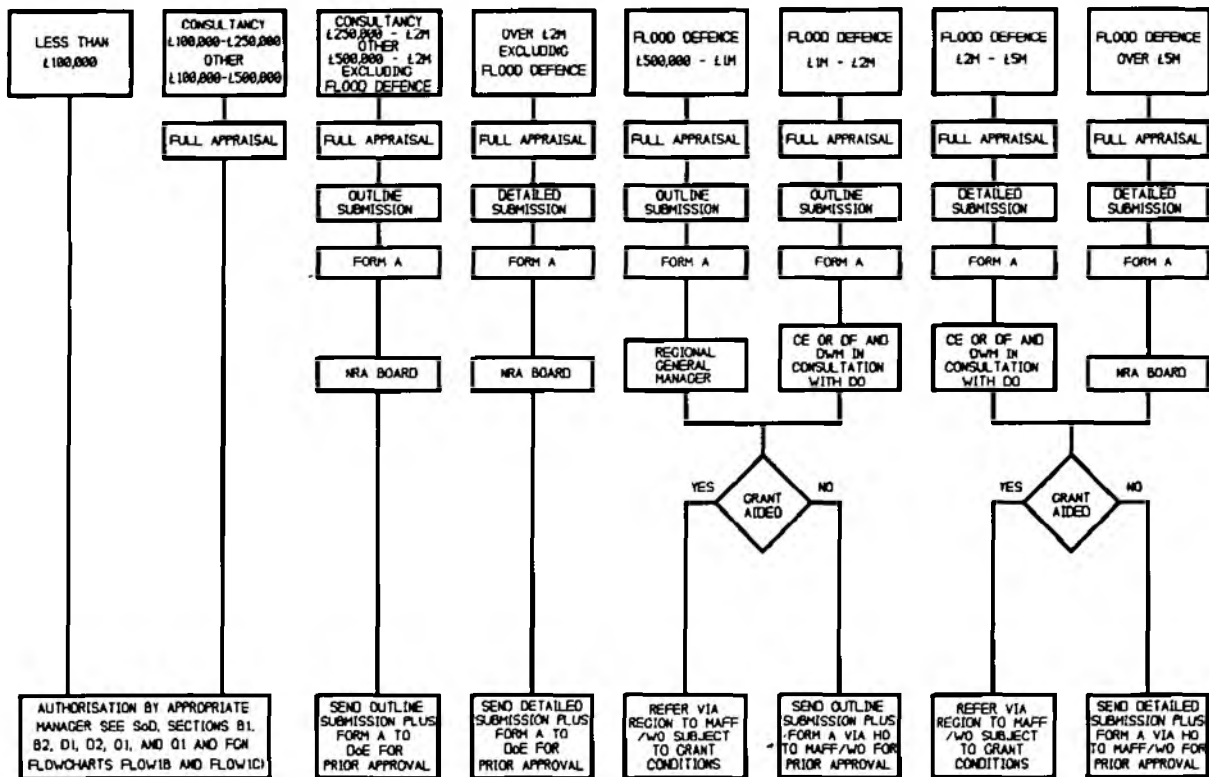 LESS THAN
£100,000
CONSULTANCY
£100,000-£250,000
OTHER
£100,000-£500,000
CONSULTANCY
£250,000 - £2M
OTHER
£500,000 - £2M
EXCLUDING
FLOOD DEFENCE
OVER £2M
EXCLUDING
FLOOD DEFENCE
FLOOD DEFENCE
£500,000 - £1M
FLOOD DEFENCE
£1M - £2M
FLOOD DEFENCE
£2M - £5M
FLOOD DEFENCE
OVER £5M
FULL APPRAISAL
FULL APPRAISAL
FULL APPRAISAL
FULL APPRAISAL
FULL APPRAISAL
FULL APPRAISAL
FULL APPRAISAL
OUTLINE
SUBMISSION
DETAILED
SUBMISSION
OUTLINE
SUBMISSION
OUTLINE
SUBMISSION
DETAILED
SUBMISSION
DETAILED
SUBMISSION
FORM A
FORM A
FORM A
FORM A
FORM A
FORM A
NRA BOARD
NRA BOARD
REGIONAL
GENERAL
MANAGER
CE OR DF AND
DWM IN
CONSULTATION
WITH DO
CE OR DF AND
DWM IN
CONSULTATION
WITH DO
NRA BOARD
YES
GRANT
AIDED
NO
YES
GRANT
AIDED
NO
AUTHORISATION BY APPROPRIATE
MANAGER SEE SoD, SECTIONS B1,
B2, D1, D2, O1, AND Q1 AND FGN
FLOWCHARTS FLOW1B AND FLOW1C)
SEND OUTLINE
SUBMISSION PLUS
FORM A TO
DoE FOR
PRIOR APPROVAL
SEND DETAILED
SUBMISSION PLUS
FORM A TO
DoE FOR
PRIOR APPROVAL
REFER VIA
REGION TO MAFF
/WO SUBJECT
TO GRANT
CONDITIONS
SEND OUTLINE
SUBMISSION PLUS
FORM A VIA HO
TO MAFF/WO FOR
PRIOR APPROVAL
REFER VIA
REGION TO MAFF
/WO SUBJECT
TO GRANT
CONDITIONS
SEND DETAILED
SUBMISSION PLUS
FORM A VIA HO
TO MAFF/WO FOR
PRIOR APPROVAL